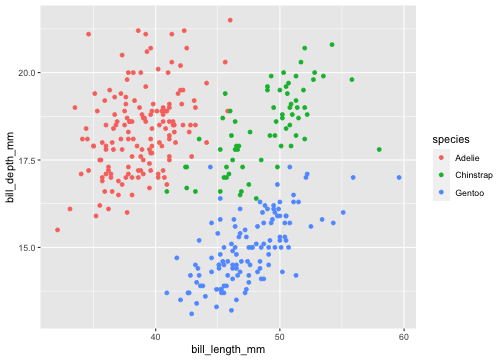 20.0
17.5
15.0
bill_depth_mm
40
50
60
bill_length_mm
species
Adelie
Chinstrap
Gentoo